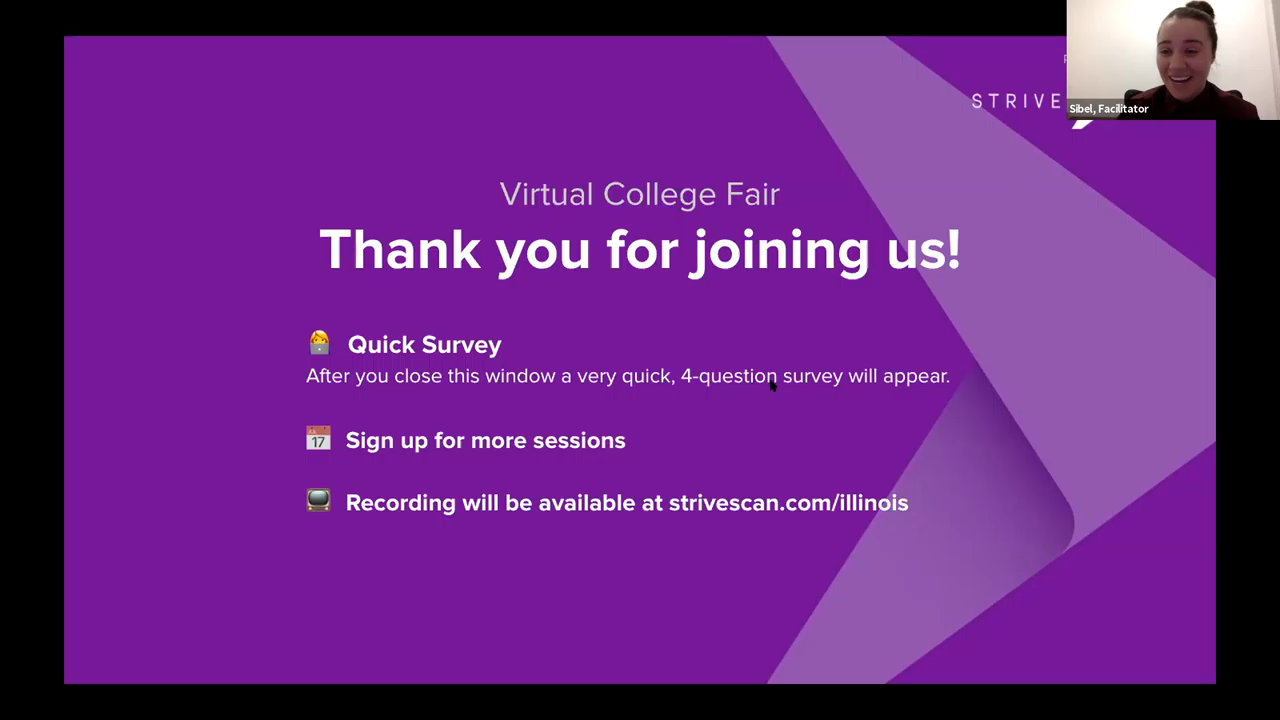 STRIVE
Sibel, Facilitator
Virtual College Fair
Thank you for joining us!
Quick Survey
After you close this window a very quick, 4-question survey will appear.
17
Sign up for more sessions
Recording will be available at strivescan.com/illinois